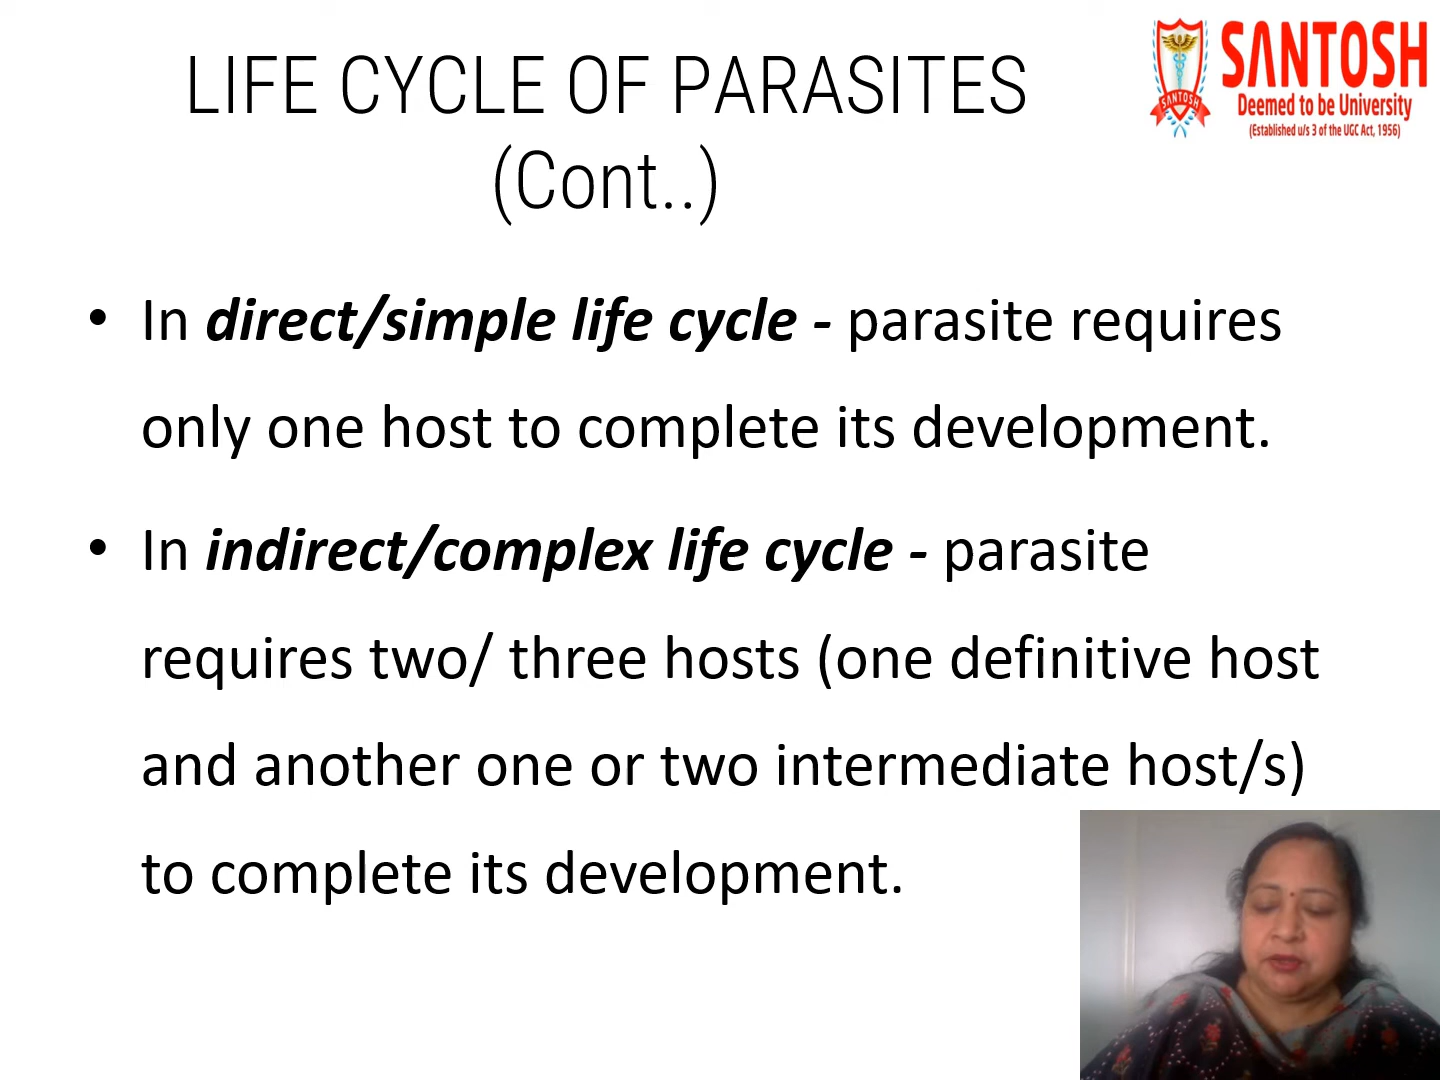 LIFE CYCLE OF PARASITES
(Cont..)
SANTOSH
SANTOSH
Deemed to be University
(Established u/s 3 of the UGC Act, 1956)
• In direct/simple life cycle - parasite requires
only one host to complete its development.
• In indirect/complex life cycle - parasite
requires two/ three hosts (one definitive host
and another one or two intermediate host/s)
to complete its development.